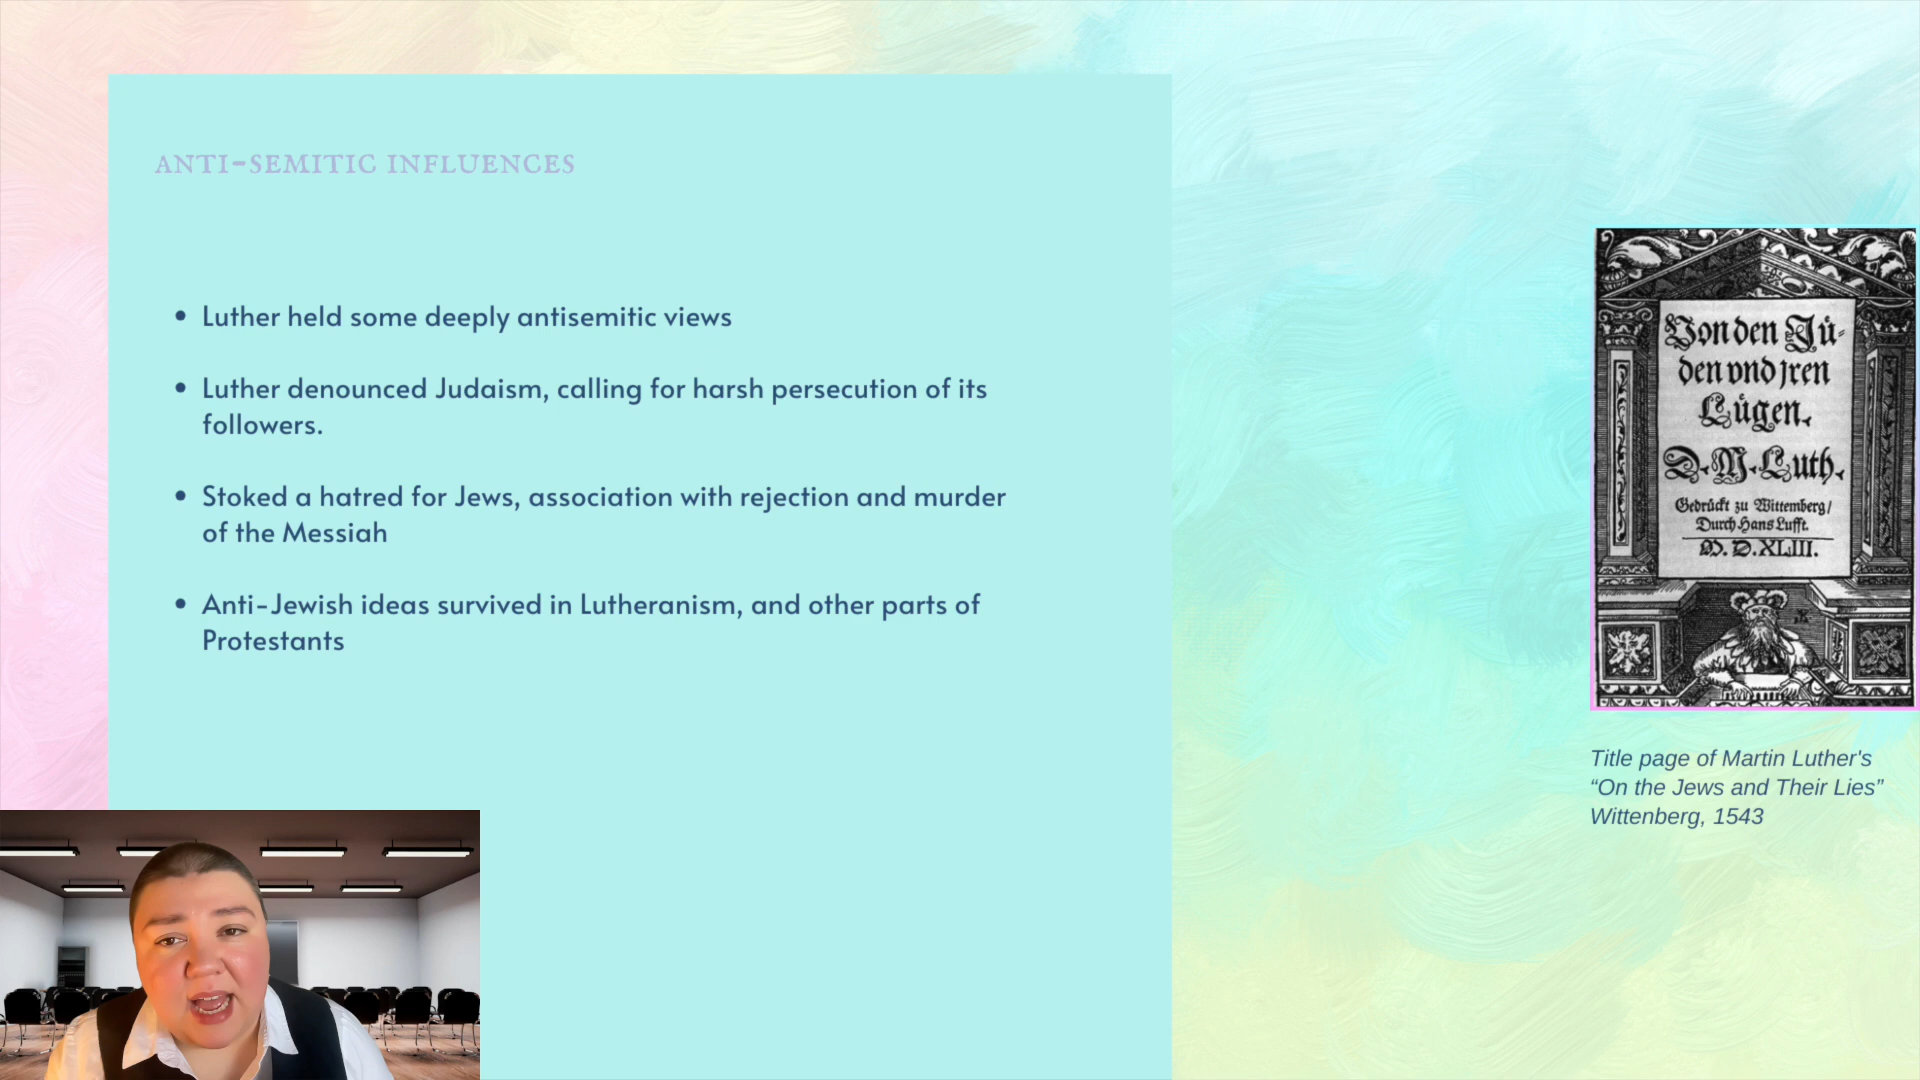 ANTI-SEMITIC INFLUENCES
• Luther held some deeply antisemitic views
• Luther denounced Judaism, calling for harsh persecution of its
followers.
• Stoked a hatred for Jews, association with rejection and murder
of the Messiah
• Anti-Jewish ideas survived in Lutheranism, and other parts of
Protestants
Von den Jü-
den vnd jren
Lügen.
D. M. Luth.
Gedrückt zu Wittemberg/
Durch Hans Lufft.
M. D. XLIII.
Title page of Martin Luther's
“On the Jews and Their Lies”
Wittenberg, 1543